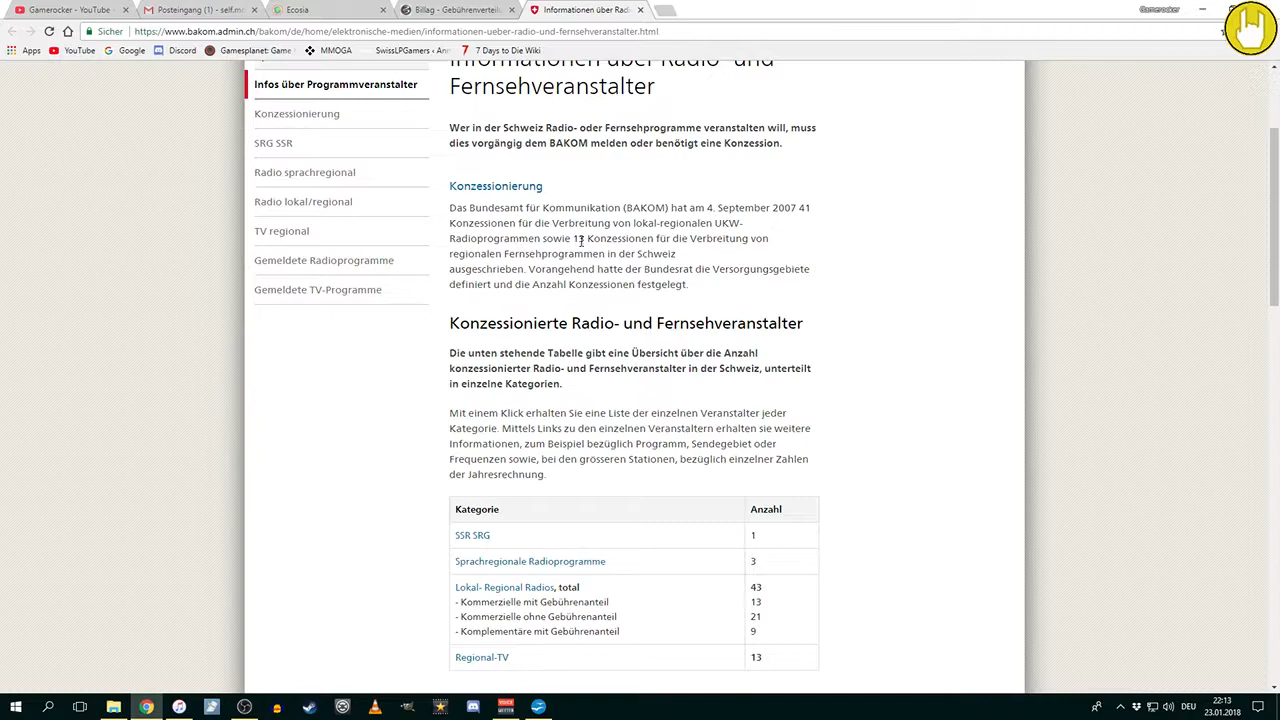 Gamerocker - YouTube
Posteingang (1) - self.m
Ecosia
Billag - Gebührenverteilu
Informationen über Radi
Gamerocker
Sicher
https://www.bakom.admin.ch/bakom/de/home/elektronische-medien/informationen-ueber-radio-und-fernsehveranstalter.html
Apps
YouTube
Google
Discord
Gamesplanet: Game
MMOGA
SwissLPGamers
7 Days to Die Wiki
Informationen über Radio- und
Fernsehveranstalter
Infos über Programmveranstalter
Konzessionierung
SRG SSR
Radio sprachregional
Radio lokal/regional
TV regional
Gemeldete Radioprogramme
Gemeldete TV-Programme
Wer in der Schweiz Radio- oder Fernsehprogramme veranstalten will, muss
dies vorgängig dem BAKOM melden oder benötigt eine Konzession.
Konzessionierung
Das Bundesamt für Kommunikation (BAKOM) hat am 4. September 2007 41
Konzessionen für die Verbreitung von lokal-regionalen UKW-
Radioprogrammen sowie 13 Konzessionen für die Verbreitung von
regionalen Fernsehprogrammen in der Schweiz
ausgeschrieben. Vorangehend hatte der Bundesrat die Versorgungsgebiete
definiert und die Anzahl Konzessionen festgelegt.
Konzessionierte Radio- und Fernsehveranstalter
Die unten stehende Tabelle gibt eine Übersicht über die Anzahl
konzessionierter Radio- und Fernsehveranstalter in der Schweiz, unterteilt
in einzelne Kategorien.
Mit einem Klick erhalten Sie eine Liste der einzelnen Veranstalter jeder
Kategorie. Mittels Links zu den einzelnen Veranstaltern erhalten sie weitere
Informationen, zum Beispiel bezüglich Programm, Sendegebiet oder
Frequenzen sowie, bei den grösseren Stationen, bezüglich einzelner Zahlen
der Jahresrechnung.
Kategorie Anzahl
SSR SRG 1
Sprachregionale Radioprogramme 3
Lokal- Regional Radios, total 43
- Kommerzielle mit Gebührenanteil 13
- Kommerzielle ohne Gebührenanteil 21
- Komplementäre mit Gebührenanteil 9
Regional-TV 13
DEU
22:13
23.01.2018